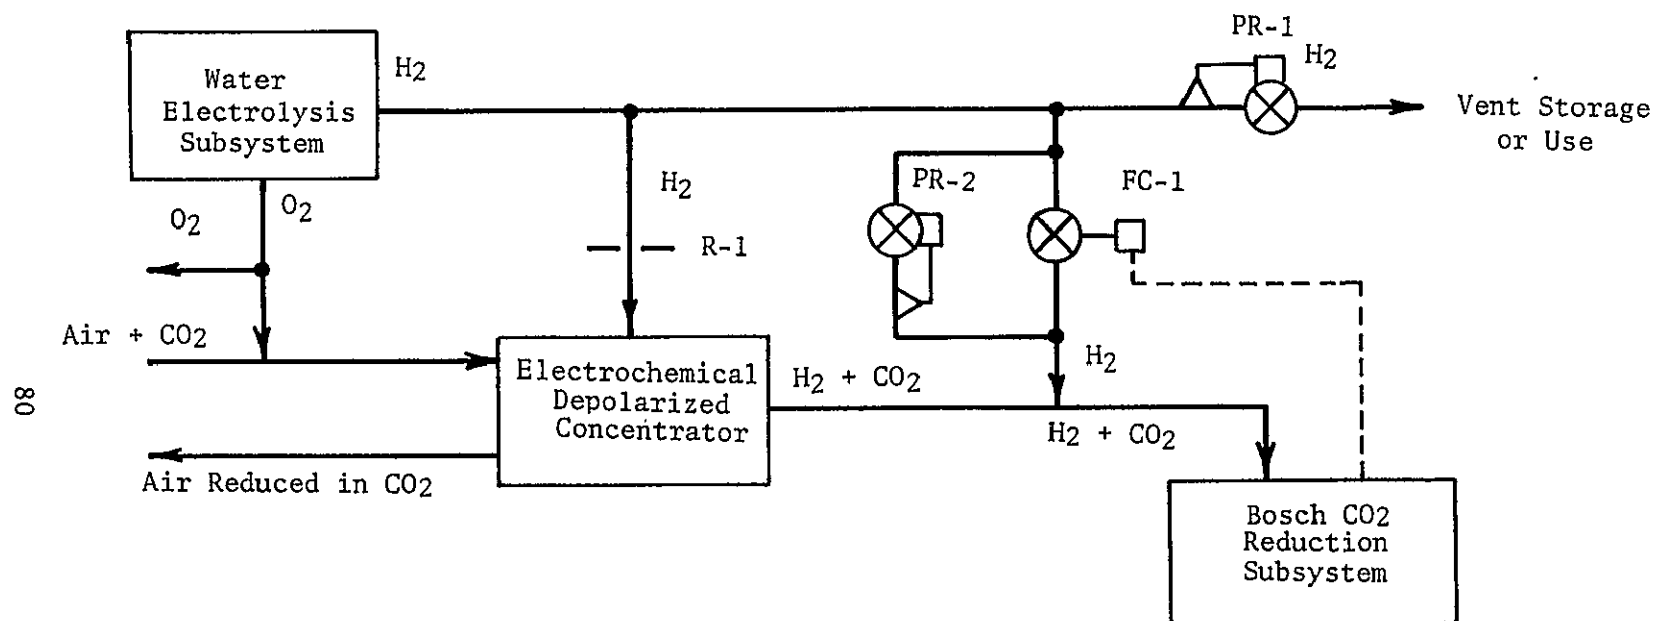 PR-1
H2
H2
Water
Electrolysis
Subsystem
Vent Storage
or Use
H2
PR-2
FC-1
O2
O2
R-1
Air + CO2
H2
Electrochemical
Depolarized
Concentrator
H2 + CO2
80
H2 + CO2
Air Reduced in CO2
Bosch CO2
Reduction
Subsystem